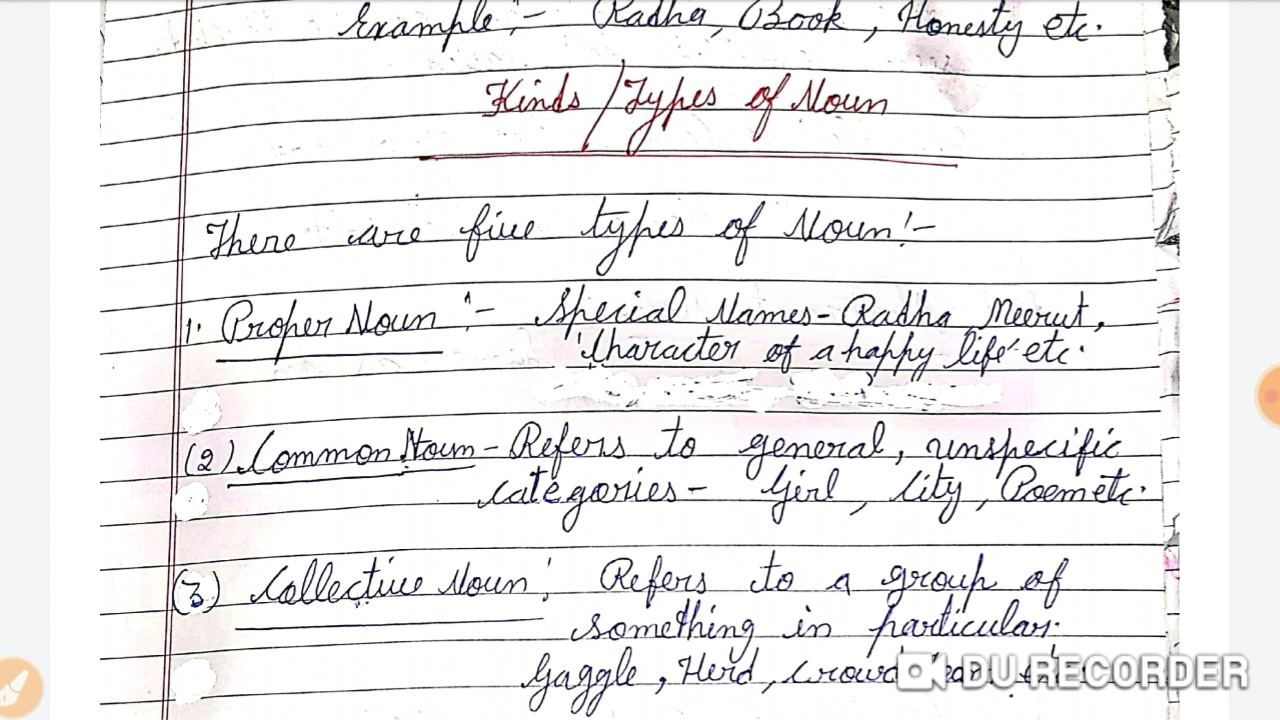 Example :- Radha, Book, Honesty etc.
Kinds/Types of Noun
There are five types of Noun:-
1. Proper Noun :- Special Names - Radha Meerut,
'Character of a happy life' etc.
(2) Common Noun - Refers to general, unspecific
categories - Girl, City, Poem etc.
(3) Collective Noun: Refers to a group of
something in particular.
Gaggle, Herd, Crowd
DU RECORDER